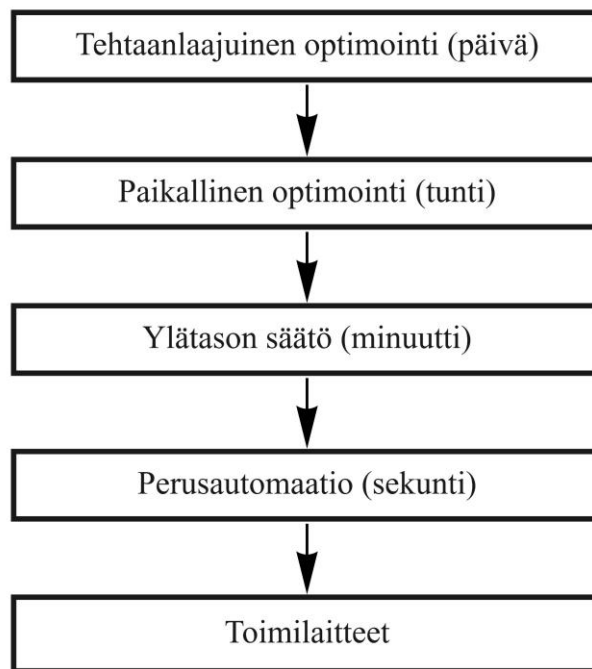 Tehtaanlaajuinen optimointi (päivä)
Paikallinen optimointi (tunti)
Ylätason säätö (minuutti)
Perusautomaatio (sekunti)
Toimilaitteet